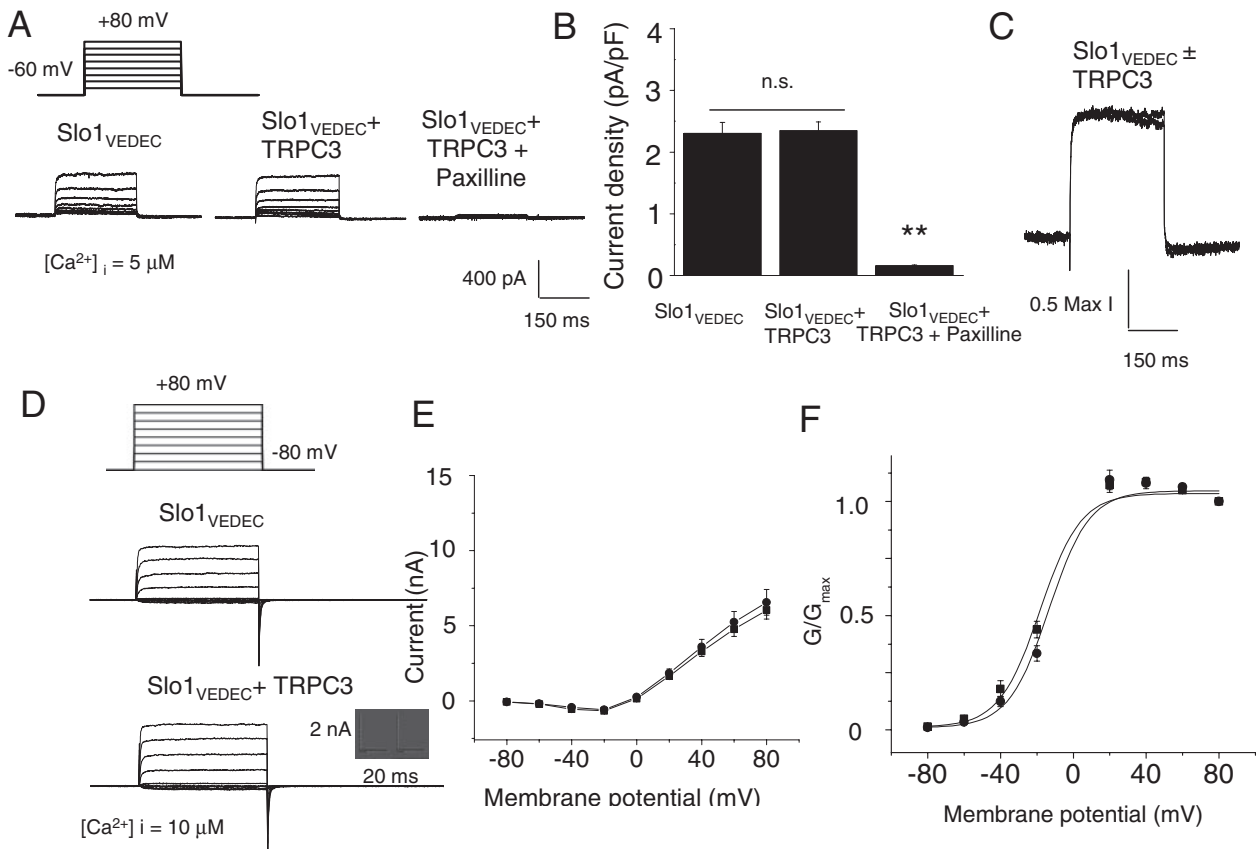 A
+80 mV
-60 mV
Slo1VEDEC
Slo1VEDEC+
TRPC3
Slo1VEDEC+
TRPC3 +
Paxilline
[Ca2+] i = 5 μM
400 pA
150 ms
B
Current density (pA/pF)
4
3
2
1
0
n.s.
**
Slo1VEDEC
Slo1VEDEC+
TRPC3
Slo1VEDEC+
TRPC3 + Paxilline
C
Slo1VEDEC ±
TRPC3
0.5 Max I
150 ms
D
+80 mV
-80 mV
Slo1VEDEC
Slo1VEDEC+ TRPC3
2 nA
20 ms
[Ca2+] i = 10 μM
E
Current (nA)
15
10
5
0
-80
-40
0
40
80
Membrane potential (mV)
F
G/Gmax
1.0
0.5
0
-80
-40
0
40
80
Membrane potential (mV)